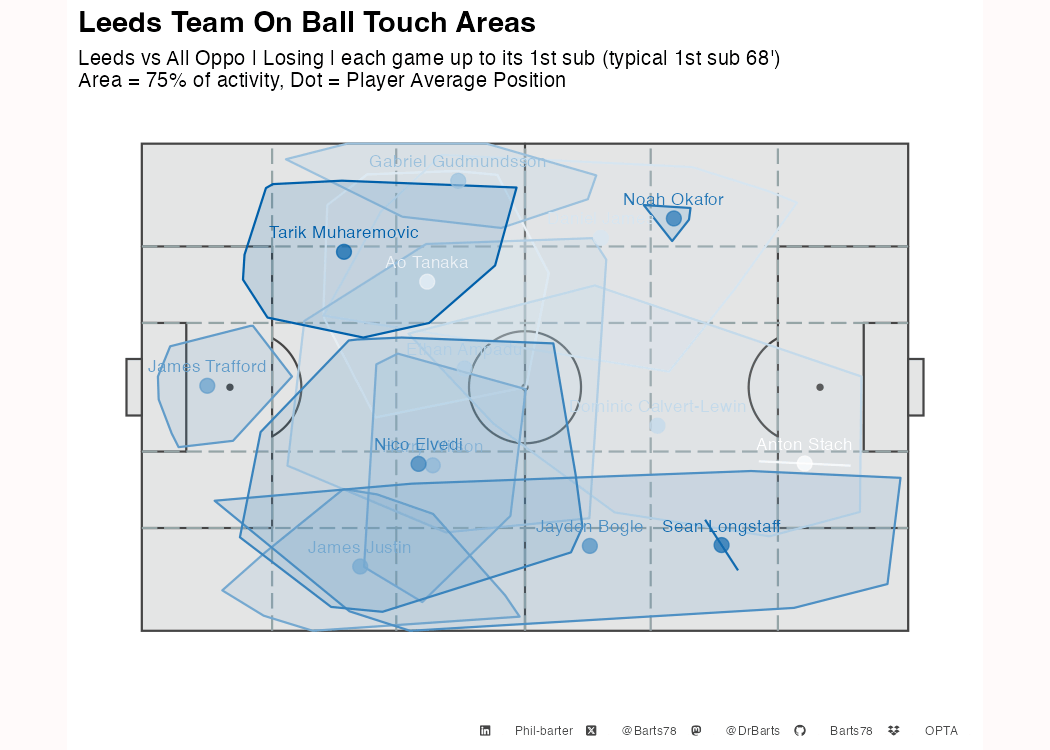 Leeds Team On Ball Touch Areas
Leeds vs All Oppo | Losing | each game up to its 1st sub (typical 1st sub 68')
Area = 75% of activity, Dot = Player Average Position
Gabriel Gudmundsson
Noah Okafor
Tarik Muharemovic
Ao Tanaka
James Trafford
Dominic Calvert-Lewin
Nico Elvedi
Anton Stach
Jayden Bogle
Sean Longstaff
James Justin
Phil-barter
@Barts78
@DrBarts
Barts78
OPTA